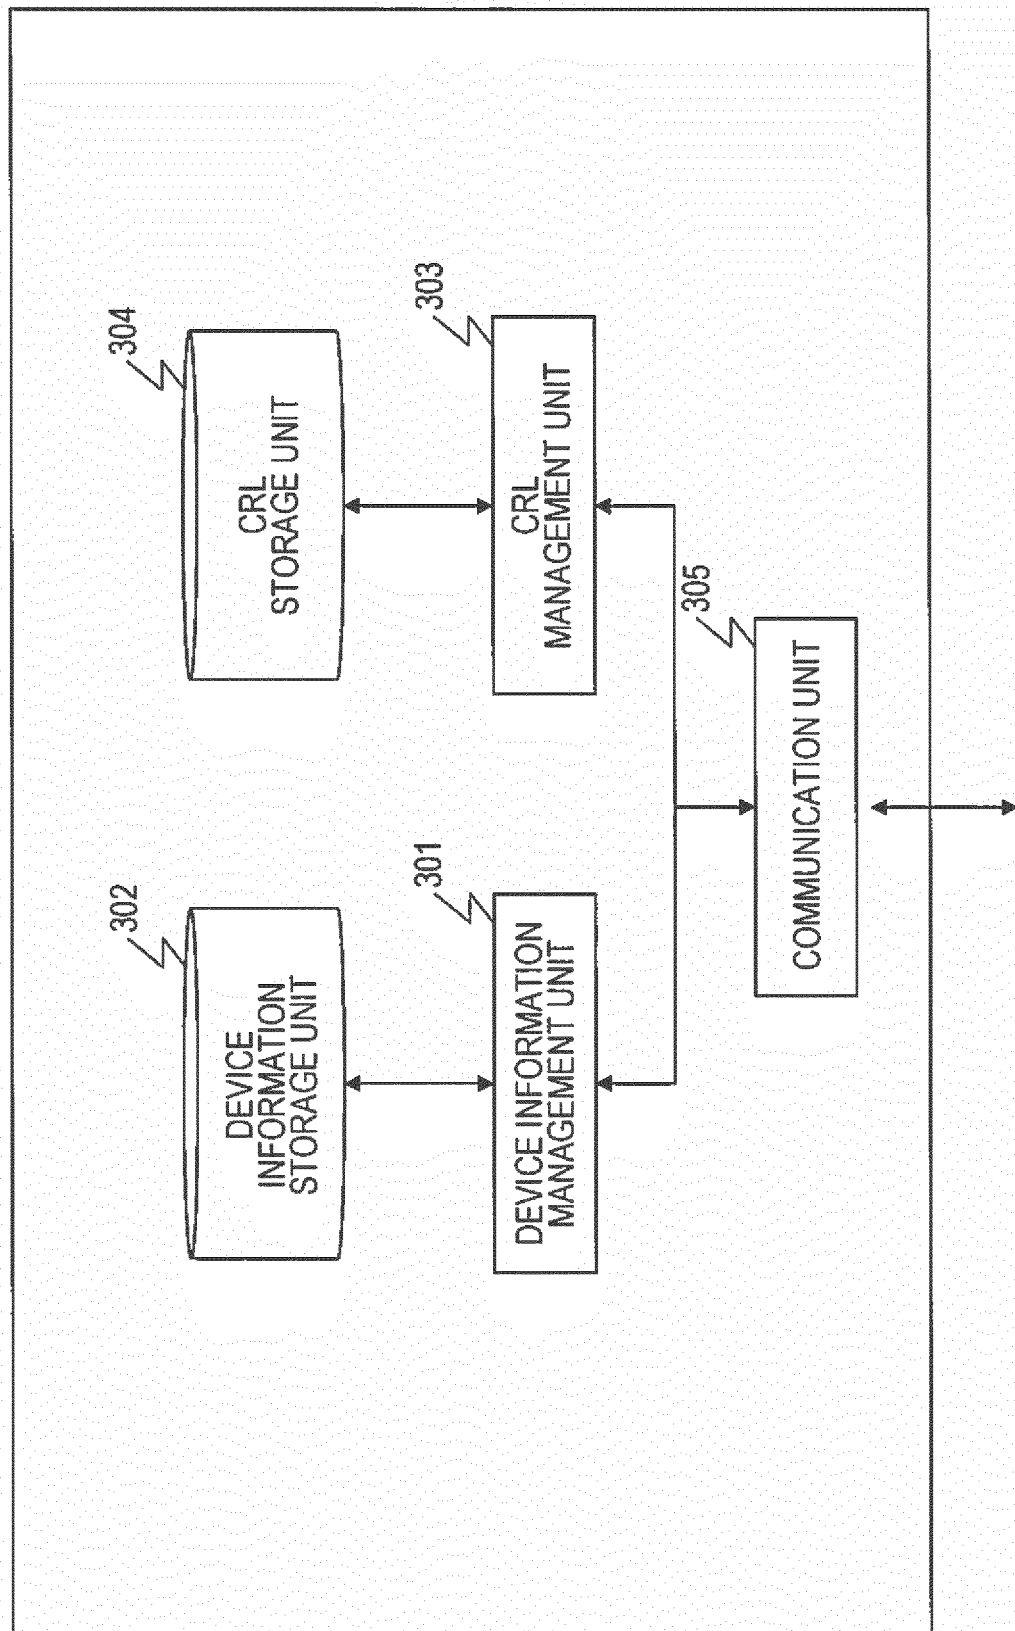 302
DEVICE
INFORMATION
STORAGE UNIT
304
CRL
STORAGE UNIT
301
DEVICE INFORMATION
MANAGEMENT UNIT
303
CRL
MANAGEMENT UNIT
305
COMMUNICATION UNIT